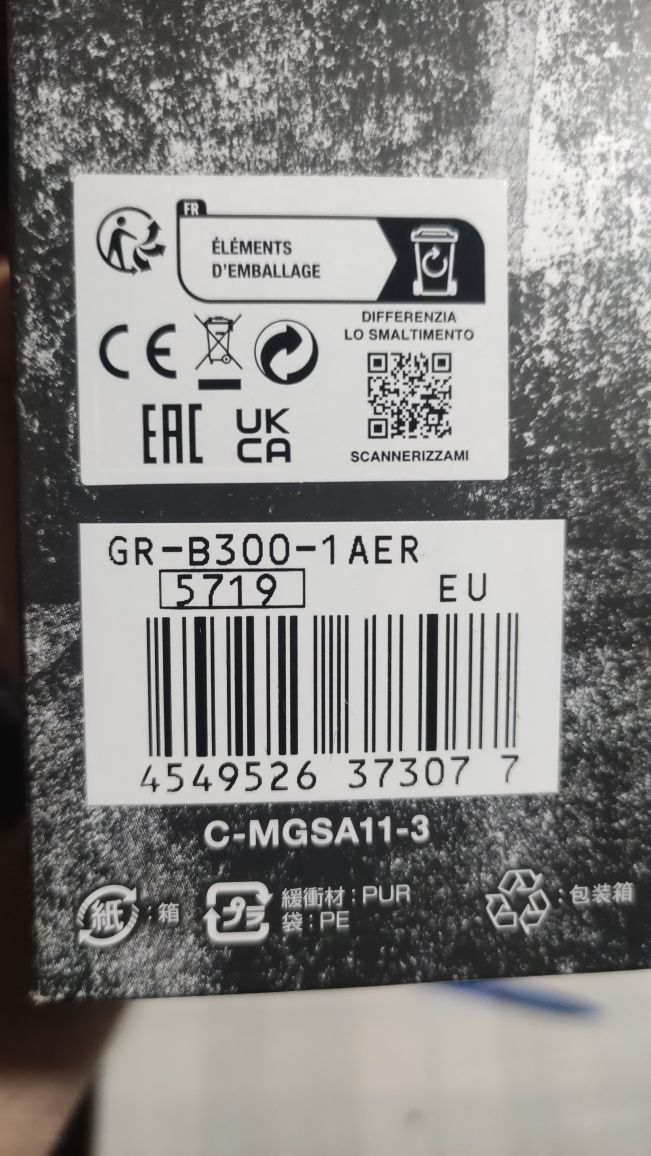 FR
ÉLÉMENTS
D'EMBALLAGE
DIFFERENZIA
LO SMALTIMENTO
CE
EAC
UK
CA
SCANNERIZZAMI
GR-B300-1AER
5719
EU
4549526 37307 7
C-MGSA11-3
紙 : 箱
プラ 緩衝材 : PUR
袋 : PE
: 包装箱